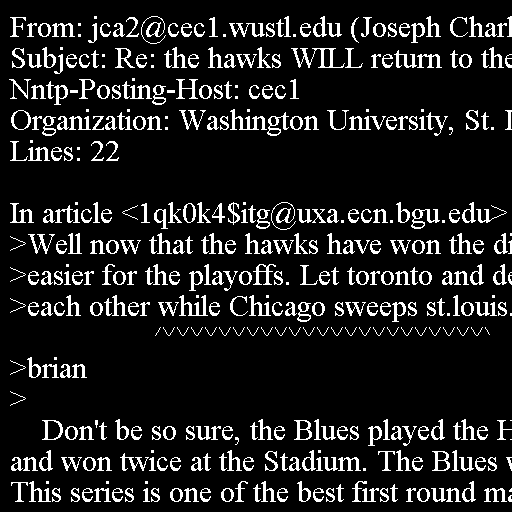 From: jca2@cec1.wustl.edu (Joseph Charl
Subject: Re: the hawks WILL return to the
Nntp-Posting-Host: cec1
Organization: Washington University, St.
Lines: 22
In article <1qk0k4$itg@uxa.ecn.bgu.edu>
>Well now that the hawks have won the di
>easier for the playoffs. Let toronto and de
>each other while Chicago sweeps st.louis.
^^^^^^^^^^^^^^^^^^^^^^^^
>brian
>
Don't be so sure, the Blues played the H
and won twice at the Stadium. The Blues w
This series is one of the best first round ma